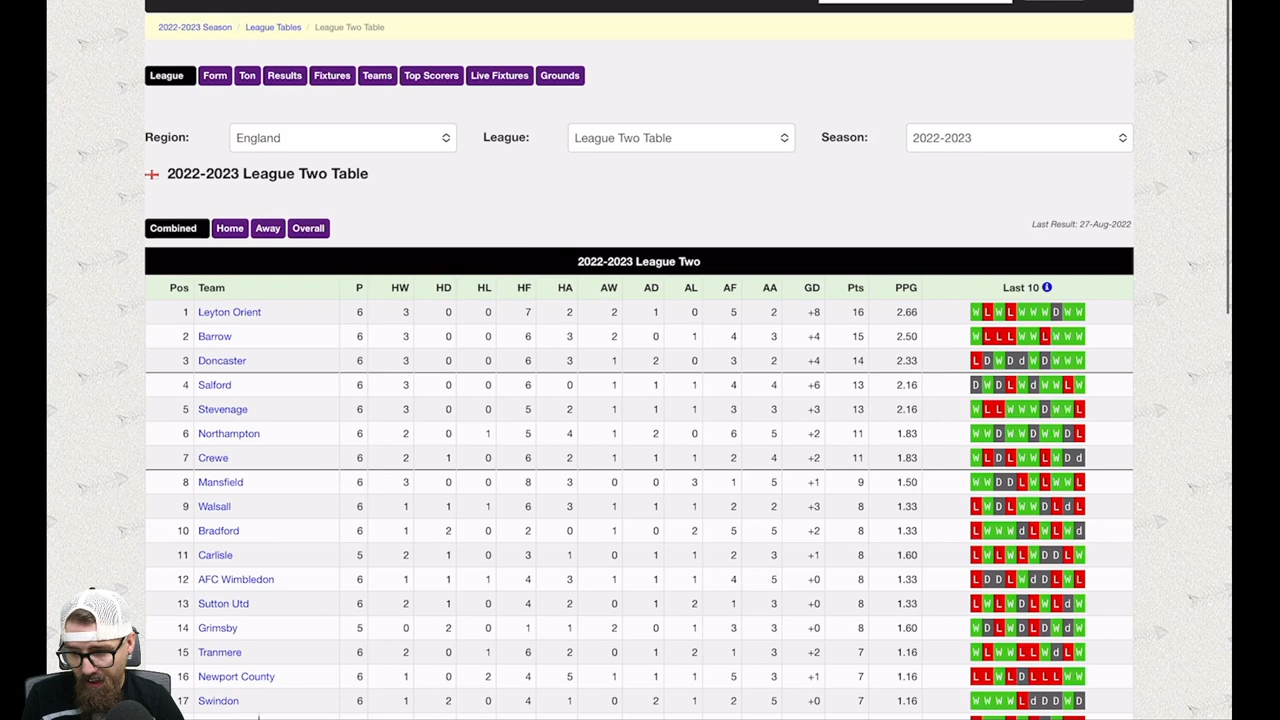 2022-2023 Season / League Tables / League Two Table
League Form Ton Results Fixtures Teams Top Scorers Live Fixtures Grounds
Region: England League: League Two Table Season: 2022-2023
2022-2023 League Two Table
Combined Home Away Overall Last Result: 27-Aug-2022
2022-2023 League Two
Pos Team P HW HD HL HF HA AW AD AL AF AA GD Pts PPG Last 10
1 Leyton Orient 6 3 0 0 7 2 2 1 0 5 2 +8 16 2.66 W L W L W W W D W W
2 Barrow 6 3 0 0 6 3 2 0 1 4 3 +4 15 2.50 W L L L W W L W W W
3 Doncaster 6 3 0 0 6 3 1 2 0 3 2 +4 14 2.33 L D W D d W D W W W
4 Salford 6 3 0 0 6 0 1 1 1 4 4 +6 13 2.16 D W D L W d W W L W
5 Stevenage 6 3 0 0 5 2 1 1 1 3 3 +3 13 2.16 W L L W W W D W W L
6 Northampton 6 2 0 1 5 4 1 2 0 6 5 +2 11 1.83 W W D W W D W W D L
7 Crewe 6 2 1 0 6 2 1 1 1 2 4 +2 11 1.83 W L D L W W L W D d
8 Mansfield 6 3 0 0 8 3 0 0 3 1 5 +1 9 1.50 W W D D L W L W W L
9 Walsall 6 1 1 1 6 3 1 1 1 2 2 +3 8 1.33 L W D L W W D L d L
10 Bradford 6 1 2 0 2 0 1 0 2 5 5 +2 8 1.33 L W W W d L W L W d
11 Carlisle 5 2 1 0 3 1 0 1 1 2 3 +1 8 1.60 L W L W L W D D L W
12 AFC Wimbledon 6 1 1 1 4 3 1 1 1 4 5 +0 8 1.33 L D D L W d D L W L
13 Sutton Utd 6 2 1 0 4 2 0 1 2 1 3 +0 8 1.33 L W L W D L W L d W
14 Grimsby 0 2 0 1 1 2 0 1 3 3 +0 8 1.60 W D L W D L D W d W
15 Tranmere 6 2 0 1 6 2 0 1 2 1 3 +2 7 1.16 W L W W L L W d L W
16 Newport County 6 1 0 2 4 5 1 1 1 5 3 +1 7 1.16 L L W L D L L L W W
17 Swindon 6 1 2 0 4 1 0 2 1 2 5 +0 7 1.16 W W W W L d D D W D